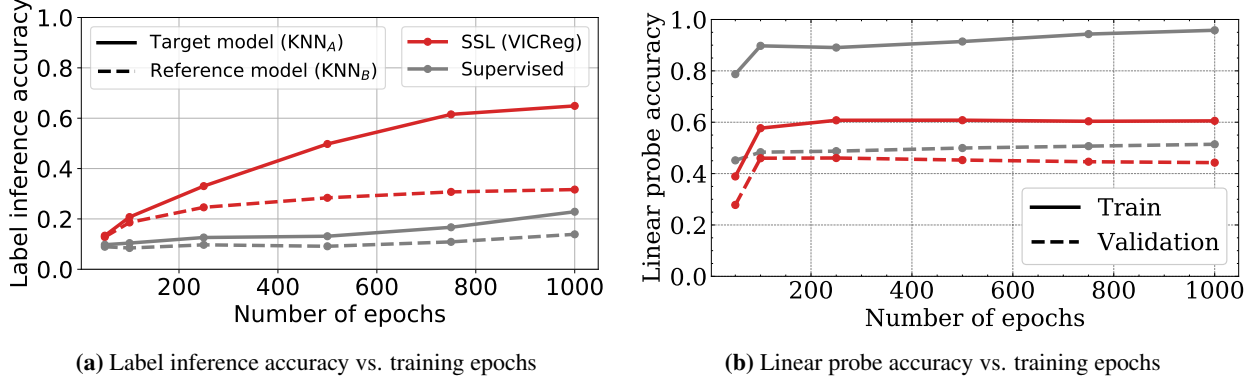 Label inference accuracy
1.0
0.8
0.6
0.4
0.2
0.0
Target model (KNN_A)
Reference model (KNN_B)
SSL (VICReg)
Supervised
200 400 600 800 1000
Number of epochs
(a) Label inference accuracy vs. training epochs
Linear probe accuracy
1.0
0.8
0.6
0.4
0.2
0.0
Train
Validation
200 400 600 800 1000
Number of epochs
(b) Linear probe accuracy vs. training epochs